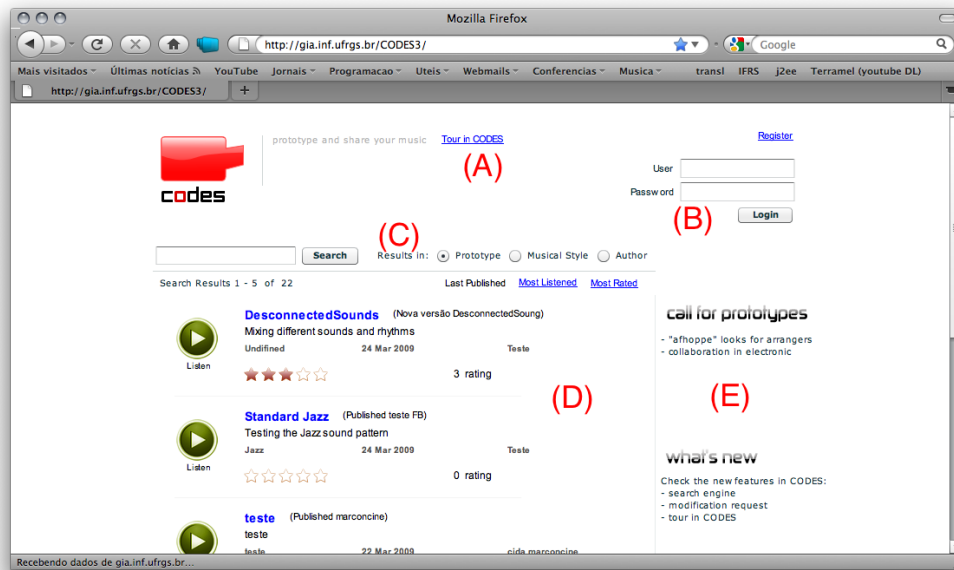 Mozilla Firefox
http://gia.inf.ufrgs.br/CODES3/
Google
Mais visitados Últimas notícias YouTube Jornais Programacao Uteis Webmails Conferencias Musica transl IFRS j2ee Terramel (youtube DL)
http://gia.inf.ufrgs.br/CODES3/ +
prototype and share your music Tour in CODES Register
(A)
User
codes
Password
(B)
Login
(C)
Search Results in: Prototype Musical Style Author
Search Results 1 - 5 of 22 Last Published Most Listened Most Rated
DesconnectedSounds (Nova versão DesconnectedSoung)
Mixing different sounds and rhythms
Undifined 24 Mar 2009 Teste
Listen
3 rating
call for prototypes
- "afhoppe" looks for arrangers
- collaboration in electronic
(D)
(E)
Standard Jazz (Published teste FB)
Testing the Jazz sound pattern
Jazz 24 Mar 2009 Teste
Listen
0 rating
what's new
Check the new features in CODES:
- search engine
- modification request
- tour in CODES
teste (Published marconcine)
teste
teste 22 Mar 2009 cida marconcine
Recebendo dados de gia.inf.ufrgs.br...